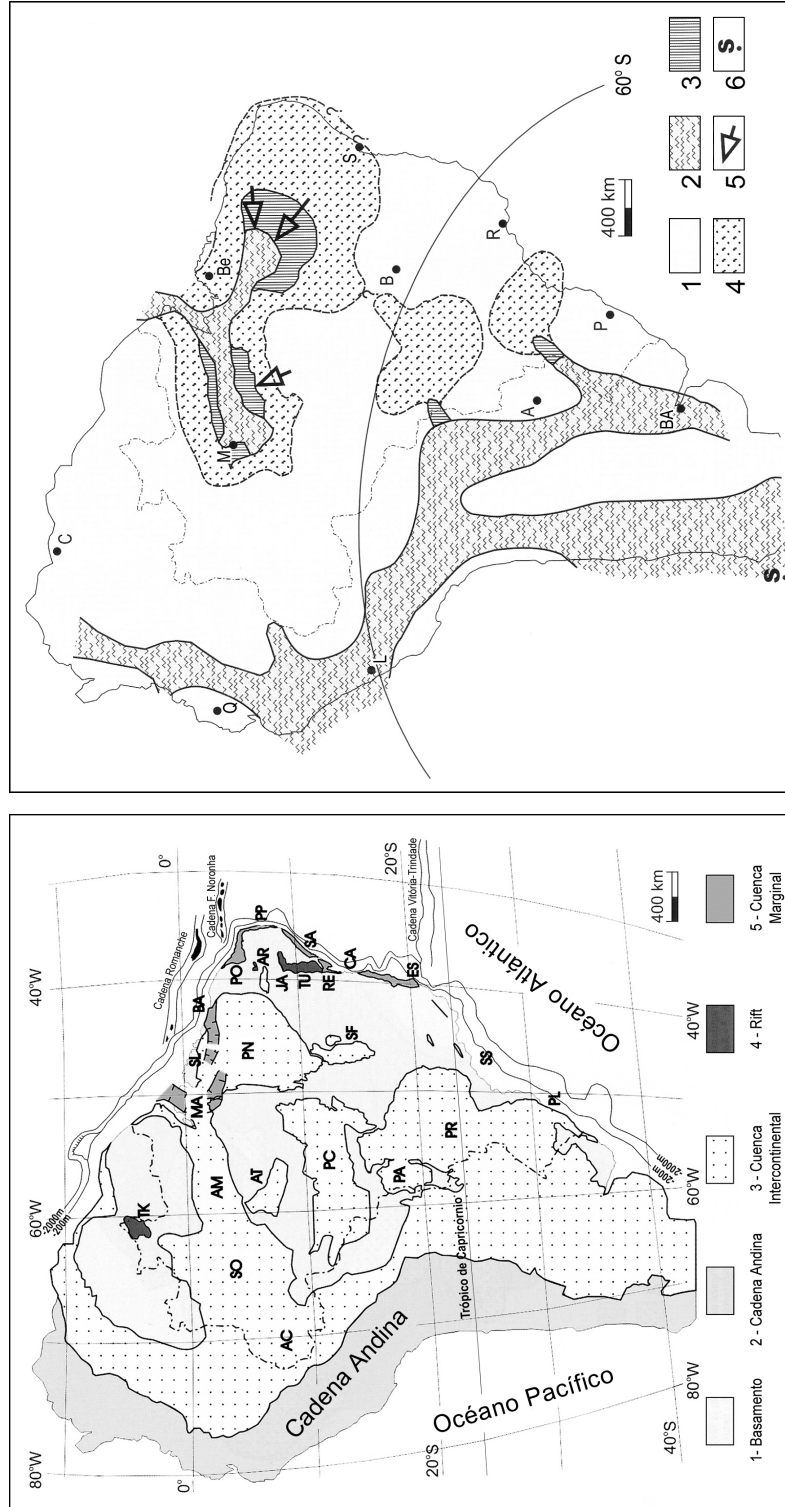 80°W
60°W
40°W
-2000m
-200m
Cadena Romanche
0°
0°
Cadena F. Noronha
TK
MA
SL
BA
AM
PN
PO
PP
SO
AT
AR
JA
TU
RE
SA
AC
PC
SF
CA
ES
Cadena Andina
PA
PR
20°S
20°S
Cadena Vitória-Trindade
Trópico de Capricórnio
SS
Océano Pacífico
PL
Océano Atlántico
-200m
-2000m
40°S
80°W
60°W
40°W
400 km
1- Basamento
2 - Cadena Andina
3 - Cuenca
Intercontinental
4 - Rift
5 - Cuenca
Marginal
C
Q
M
Be
L
B
S
? ?
A
R
BA
P
60° S
400 km
S
1
2
3
4
5
6
S